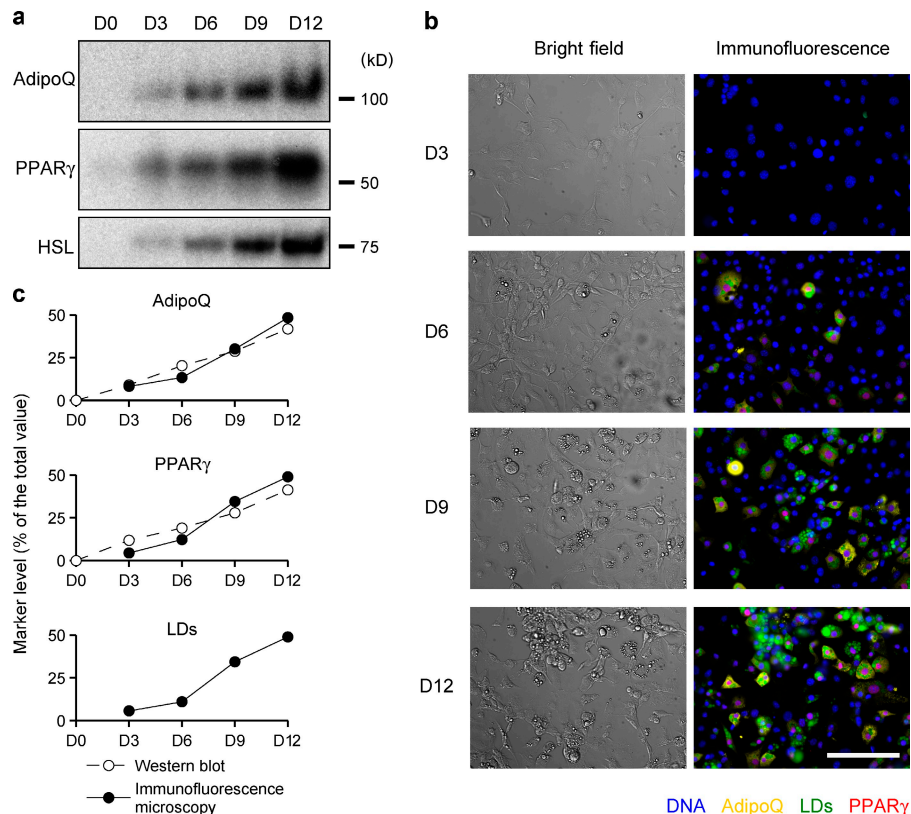 a
D0 D3 D6 D9 D12
(kD)
AdipoQ
100
PPARγ
50
HSL
75
b
Bright field Immunofluorescence
D3
D6
D9
D12
DNA AdipoQ LDs PPARγ
c
Marker level (% of the total value)
AdipoQ
50
25
0
D0 D3 D6 D9 D12
PPARγ
50
25
0
D0 D3 D6 D9 D12
LDs
50
25
0
D0 D3 D6 D9 D12
Western blot
Immunofluorescence
microscopy